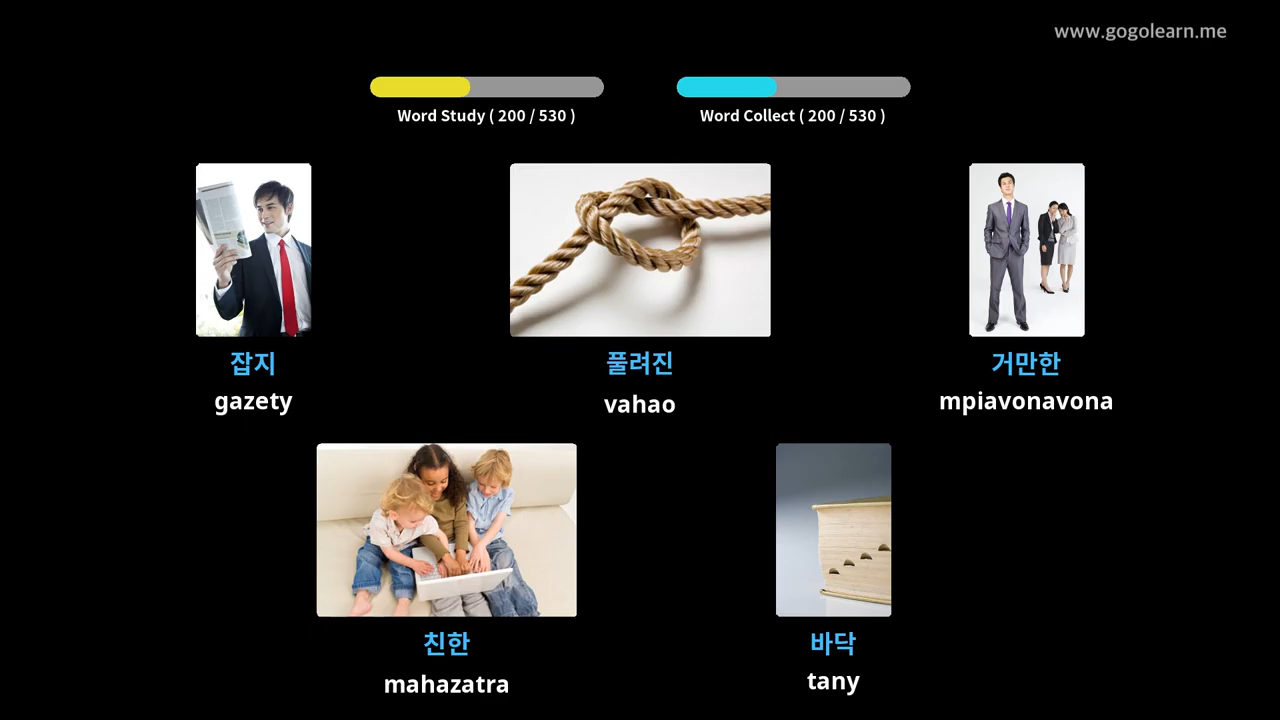 www.gogolearn.me
Word Study ( 200 / 530 )
Word Collect ( 200 / 530 )
잡지
gazety
풀려진
vahao
거만한
mpiavonavona
친한
mahazatra
바닥
tany